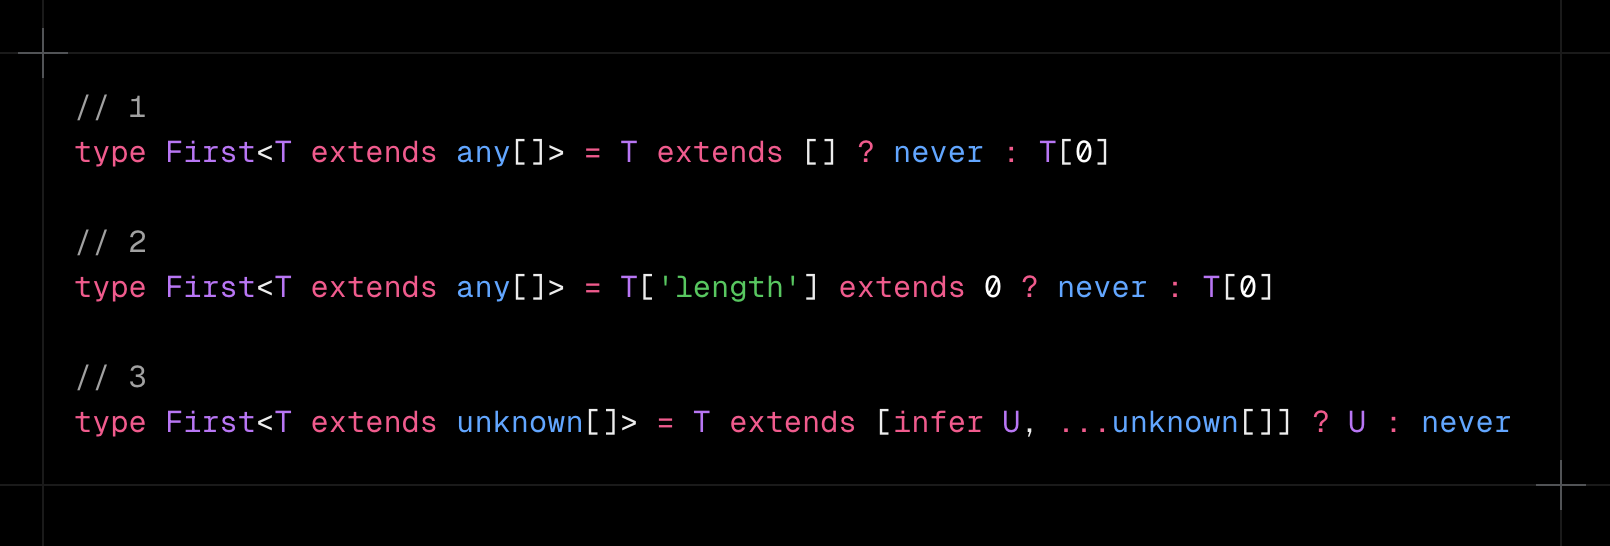 // 1
type First<T extends any[]> = T extends [] ? never : T[0]
// 2
type First<T extends any[]> = T['length'] extends 0 ? never : T[0]
// 3
type First<T extends unknown[]> = T extends [infer U, ...unknown[]] ? U : never